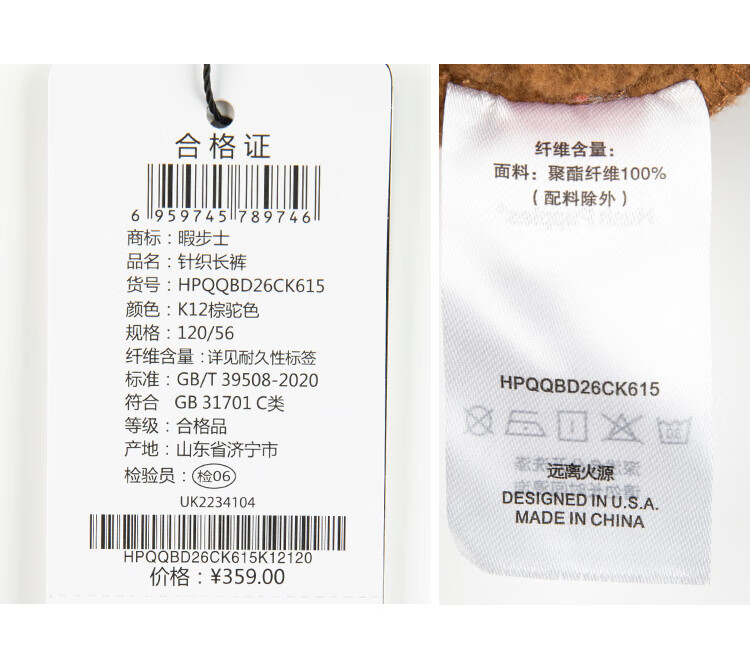 合格证
6 959745 789746
商标：暇步士
品名：针织长裤
货号：HPQQBD26CK615
颜色：K12棕驼色
规格：120/56
纤维含量：详见耐久性标签
标准：GB/T 39508-2020
符合 GB 31701 C类
等级：合格品
产地：山东省济宁市
检验员：检06
UK2234104
HPQQBD26CK615K12120
价格：¥359.00
纤维含量：
面料：聚酯纤维100%
（配料除外）
HPQQBD26CK615
远离火源
DESIGNED IN U.S.A.
MADE IN CHINA